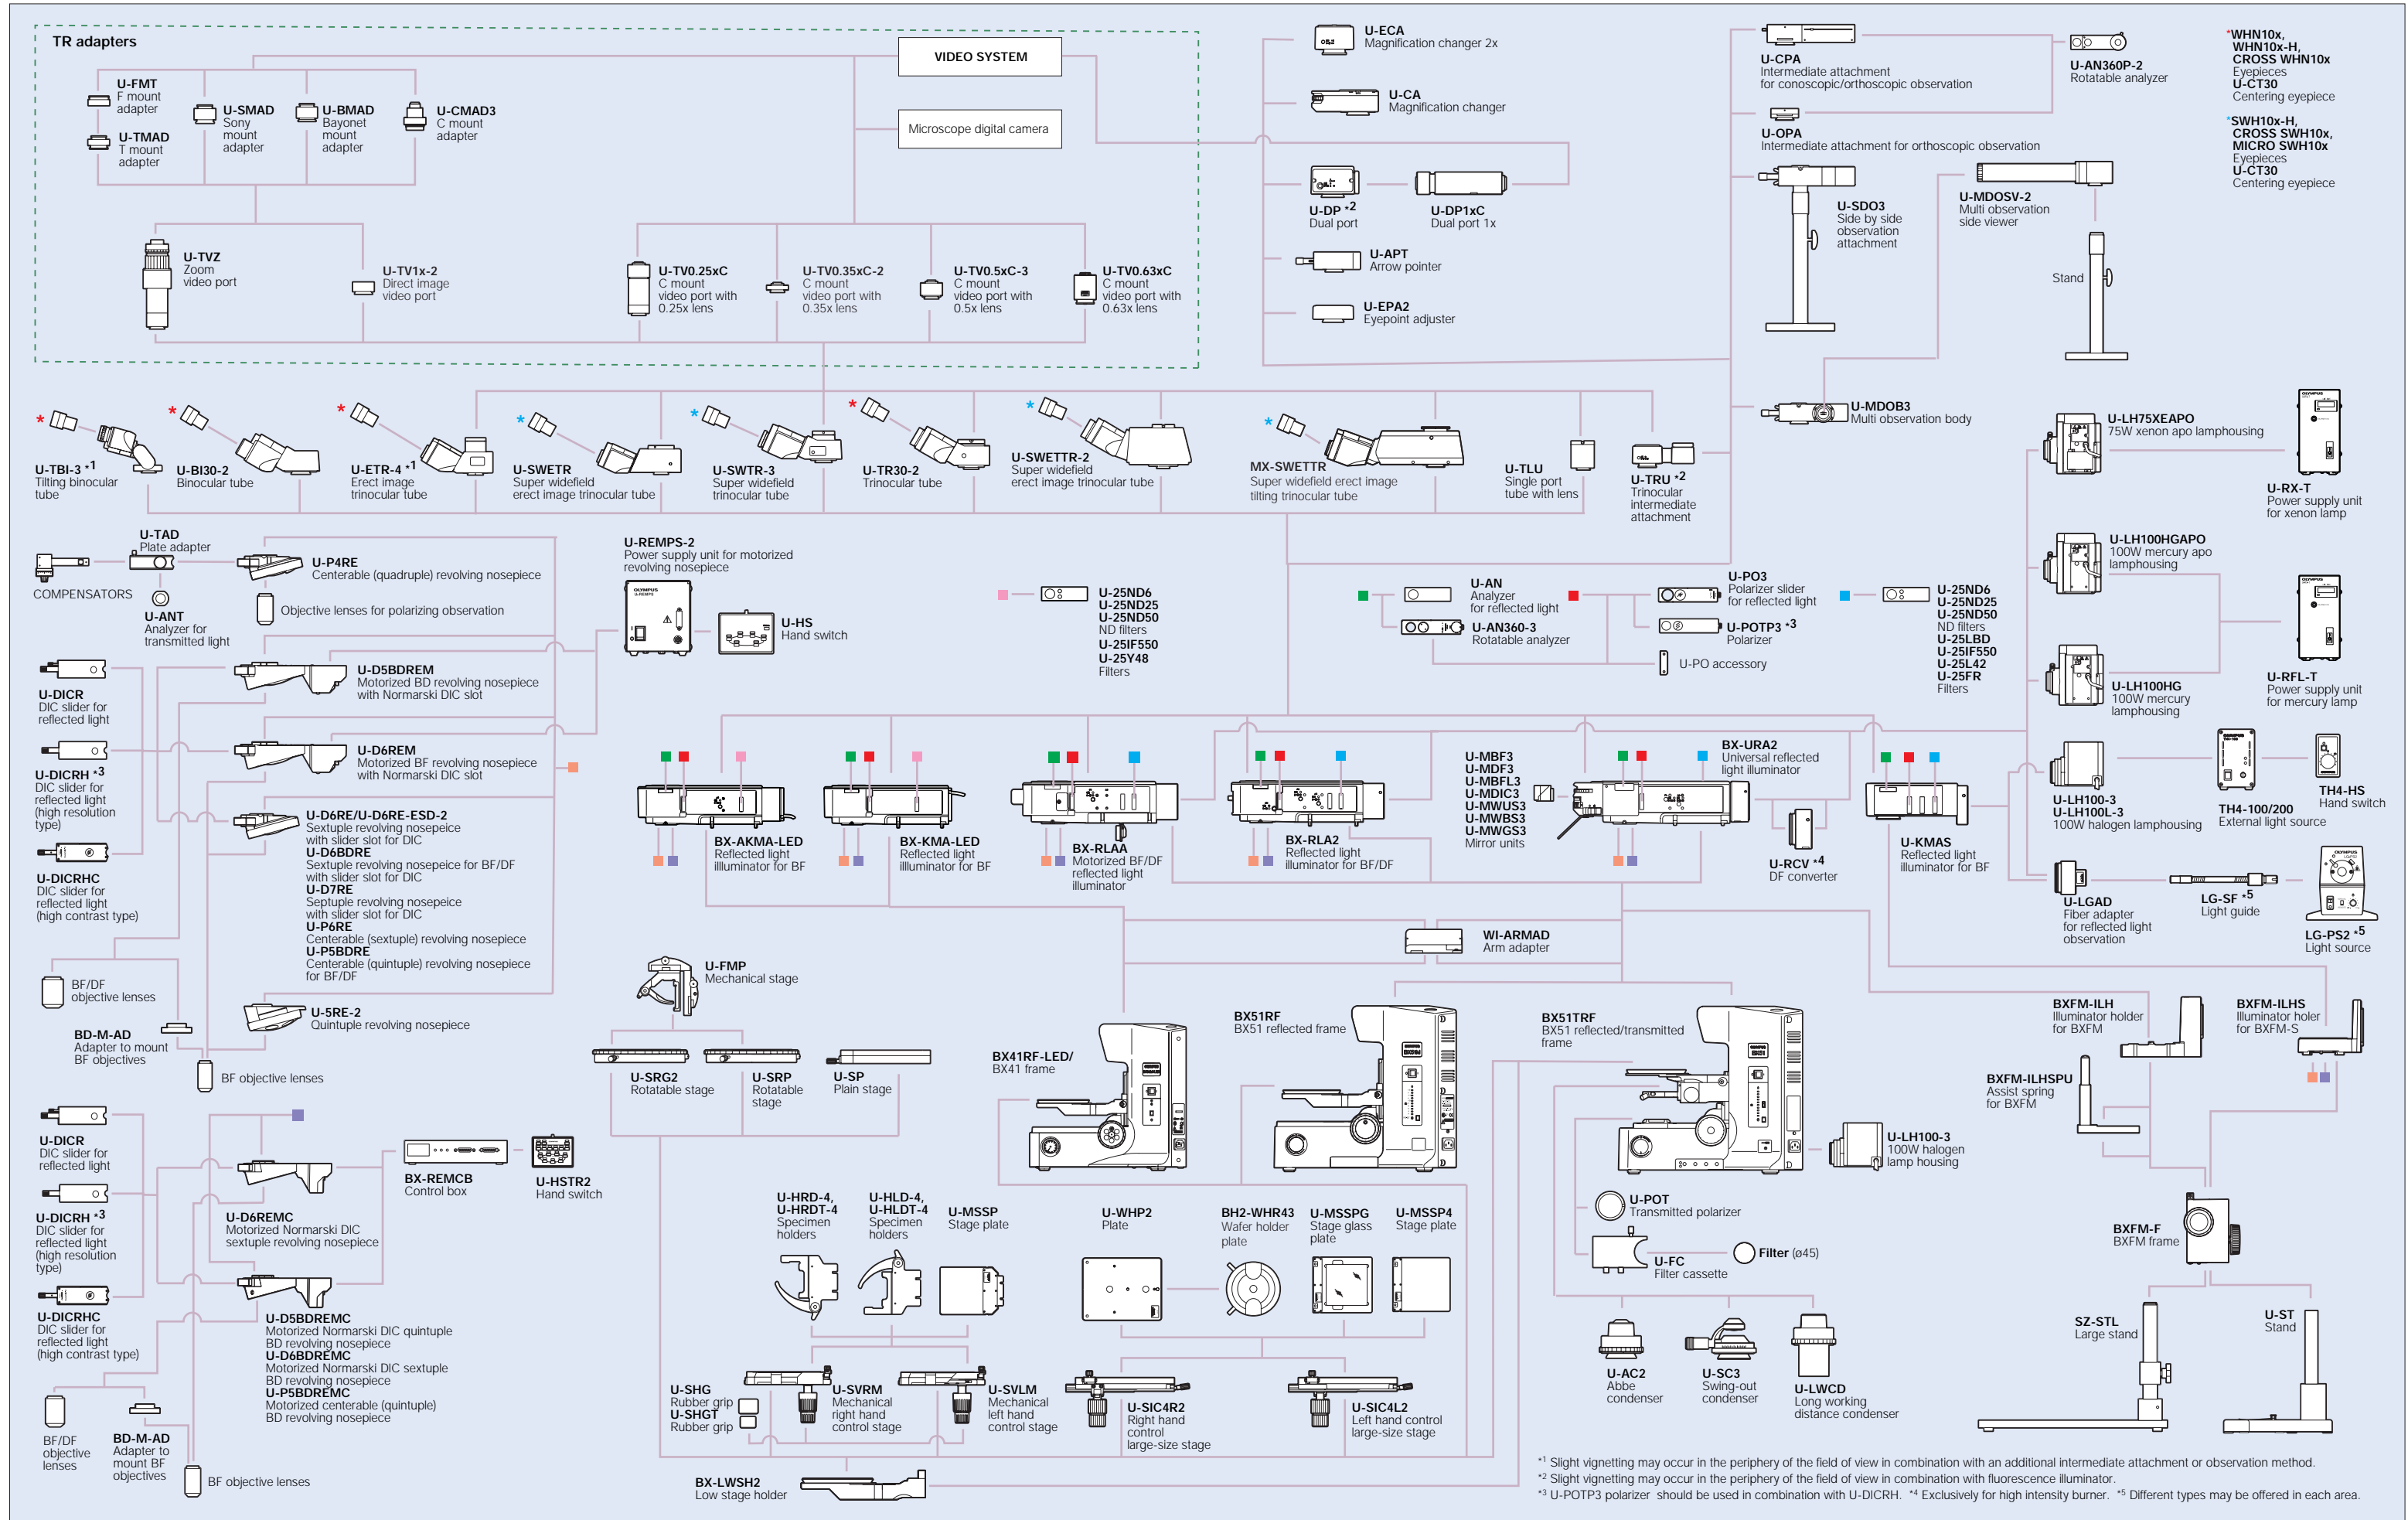 TR adapters
VIDEO SYSTEM
Microscope digital camera
U-FMT
F mount
adapter
U-TMAD
T mount
adapter
U-SMAD
Sony
mount
adapter
U-BMAD
Bayonet
mount
adapter
U-CMAD3
C mount
adapter
U-TVZ
Zoom
video port
U-TV1x-2
Direct image
video port
U-TV0.25xC
C mount
video port with
0.25x lens
U-TV0.35xC-2
C mount
video port with
0.35x lens
U-TV0.5xC-3
C mount
video port with
0.5x lens
U-TV0.63xC
C mount
video port with
0.63x lens
U-ECA
Magnification changer 2x
U-CA
Magnification changer
U-DP *2
Dual port
U-DP1xC
Dual port 1x
U-APT
Arrow pointer
U-EPA2
Eyepoint adjuster
U-CPA
Intermediate attachment
for conoscopic/orthoscopic observation
U-AN360P-2
Rotatable analyzer
U-OPA
Intermediate attachment for orthoscopic observation
U-SDO3
Side by side
observation
attachment
U-MDOSV-2
Multi observation
side viewer
Stand
U-MDOB3
Multi observation body
*WHN10x,
WHN10x-H,
CROSS WHN10x
Eyepieces
U-CT30
Centering eyepiece
*SWH10x-H,
CROSS SWH10x,
MICRO SWH10x
Eyepieces
U-CT30
Centering eyepiece
*
*
*
*
*
*
*
*
U-TBI-3 *1
Tilting binocular
tube
U-BI30-2
Binocular tube
U-ETR-4 *1
Erect image
trinocular tube
U-SWETR
Super widefield
erect image trinocular tube
U-SWTR-3
Super widefield
trinocular tube
U-TR30-2
Trinocular tube
U-SWETTR-2
Super widefield
erect image trinocular tube
MX-SWETTR
Super widefield erect image
tilting trinocular tube
U-TLU
Single port
tube with lens
U-TRU *2
Trinocular
intermediate
attachment
U-LH75XEAPO
75W xenon apo lamphousing
U-RX-T
Power supply unit
for xenon lamp
U-LH100HGAPO
100W mercury apo
lamphousing
U-LH100HG
100W mercury
lamphousing
U-RFL-T
Power supply unit
for mercury lamp
U-LH100-3
U-LH100L-3
100W halogen lamphousing
TH4-100/200
External light source
TH4-HS
Hand switch
U-LGAD
Fiber adapter
for reflected light
observation
LG-SF *5
Light guide
LG-PS2 *5
Light source
U-TAD
Plate adapter
COMPENSATORS
U-ANT
Analyzer for
transmitted light
U-P4RE
Centerable (quadruple) revolving nosepiece
Objective lenses for polarizing observation
U-REMPS-2
Power supply unit for motorized
revolving nosepiece
OLYMPUS
U-HS
Hand switch
U-DICR
DIC slider for
reflected light
U-DICRH *3
DIC slider for
reflected light
(high resolution
type)
U-DICRHC
DIC slider for
reflected light
(high contrast type)
U-D5BDREM
Motorized BD revolving nosepiece
with Normarski DIC slot
U-D6REM
Motorized BF revolving nosepiece
with Normarski DIC slot
U-D6RE/U-D6RE-ESD-2
Sextuple revolving nosepeice
with slider slot for DIC
U-D6BDRE
Sextuple revolving nosepeice for BF/DF
with slider slot for DIC
U-D7RE
Septuple revolving nosepeice
with slider slot for DIC
U-P6RE
Centerable (sextuple) revolving nosepiece
U-P5BDRE
Centerable (quintuple) revolving nosepiece
for BF/DF
U-5RE-2
Quintuple revolving nosepiece
BF/DF
objective lenses
BD-M-AD
Adapter to mount
BF objectives
BF objective lenses
U-25ND6
U-25ND25
U-25ND50
ND filters
U-25IF550
U-25Y48
Filters
U-AN
Analyzer
for reflected light
U-AN360-3
Rotatable analyzer
U-PO3
Polarizer slider
for reflected light
U-POTP3 *3
Polarizer
U-PO accessory
U-25ND6
U-25ND25
U-25ND50
ND filters
U-25LBD
U-25IF550
U-25L42
U-25FR
Filters
BX-AKMA-LED
Reflected light
illluminator for BF
BX-KMA-LED
Reflected light
illluminator for BF
BX-RLAA
Motorized BF/DF
reflected light
illuminator
BX-RLA2
Reflected light
illuminator for BF/DF
U-MBF3
U-MDF3
U-MBFL3
U-MDIC3
U-MWUS3
U-MWBS3
U-MWGS3
Mirror units
BX-URA2
Universal reflected
light illuminator
U-RCV *4
DF converter
U-KMAS
Reflected light
illuminator for BF
WI-ARMAD
Arm adapter
U-FMP
Mechanical stage
U-SRG2
Rotatable stage
U-SRP
Rotatable
stage
U-SP
Plain stage
BX41RF-LED/
BX41 frame
BX51RF
BX51 reflected frame
BX51TRF
BX51 reflected/transmitted
frame
BXFM-ILH
Illuminator holder
for BXFM
BXFM-ILHS
Illuminator holer
for BXFM-S
BXFM-ILHSPU
Assist spring
for BXFM
U-LH100-3
100W halogen
lamp housing
U-POT
Transmitted polarizer
U-FC
Filter cassette
Filter (ø45)
BXFM-F
BXFM frame
U-DICR
DIC slider for
reflected light
U-DICRH *3
DIC slider for
reflected light
(high resolution
type)
U-DICRHC
DIC slider for
reflected light
(high contrast type)
U-D6REMC
Motorized Normarski DIC
sextuple revolving nosepiece
BX-REMCB
Control box
U-HSTR2
Hand switch
U-D5BDREMC
Motorized Normarski DIC quintuple
BD revolving nosepiece
U-D6BDREMC
Motorized Normarski DIC sextuple
BD revolving nosepiece
U-P5BDREMC
Motorized centerable (quintuple)
BD revolving nosepiece
BF/DF
objective
lenses
BD-M-AD
Adapter to
mount BF
objectives
BF objective lenses
U-HRD-4,
U-HRDT-4
Specimen
holders
U-HLD-4,
U-HLDT-4
Specimen
holders
U-MSSP
Stage plate
U-WHP2
Plate
BH2-WHR43
Wafer holder
plate
U-MSSPG
Stage glass
plate
U-MSSP4
Stage plate
U-SHG
Rubber grip
U-SHGT
Rubber grip
U-SVRM
Mechanical
right hand
control stage
U-SVLM
Mechanical
left hand
control stage
U-SIC4R2
Right hand
control
large-size stage
U-SIC4L2
Left hand control
large-size stage
BX-LWSH2
Low stage holder
U-AC2
Abbe
condenser
U-SC3
Swing-out
condenser
U-LWCD
Long working
distance condenser
SZ-STL
Large stand
U-ST
Stand
*1 Slight vignetting may occur in the periphery of the field of view in combination with an additional intermediate attachment or observation method.
*2 Slight vignetting may occur in the periphery of the field of view in combination with fluorescence illuminator.
*3 U-POTP3 polarizer should be used in combination with U-DICRH. *4 Exclusively for high intensity burner. *5 Different types may be offered in each area.